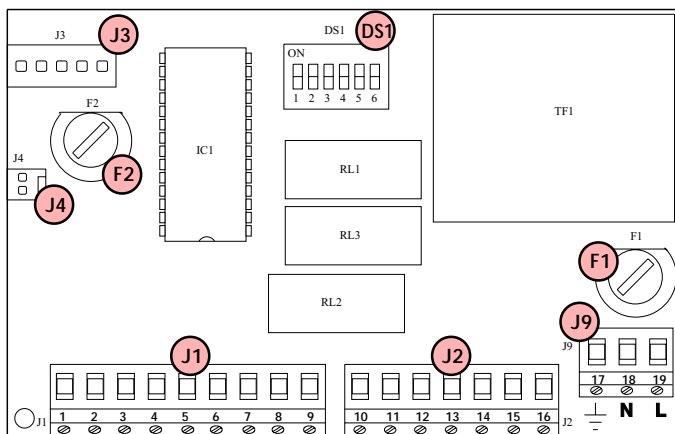 J3 J3 DS1 DS1
ON
1 2 3 4 5 6
F2
F2
IC1
TF1
J4
J4
RL1
RL3
RL2
F1
F1
J9
J9
J1
J2
17 18 19
N L
J1 1 2 3 4 5 6 7 8 9
10 11 12 13 14 15 16 J2